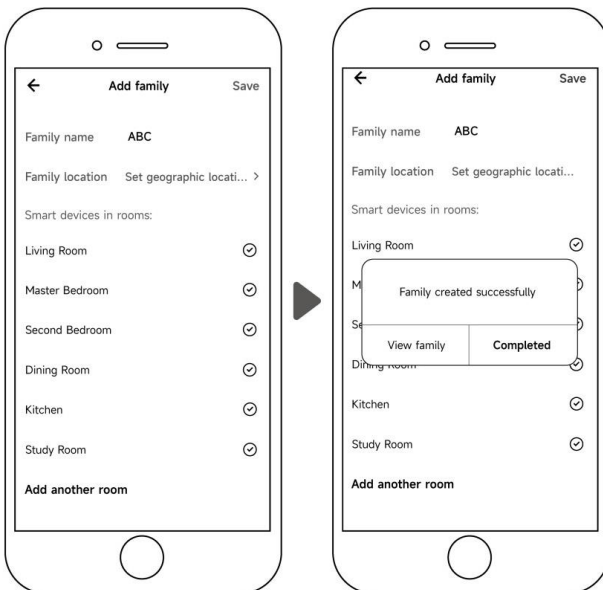 Add family Save
Family name ABC
Family location Set geographic locati...
Smart devices in rooms:
Living Room
Master Bedroom
Second Bedroom
Dining Room
Kitchen
Study Room
Add another room
Add family Save
Family name ABC
Family location Set geographic locati...
Smart devices in rooms:
Living Room
M
Family created successfully
Se
View family Completed
Dining Room
Kitchen
Study Room
Add another room